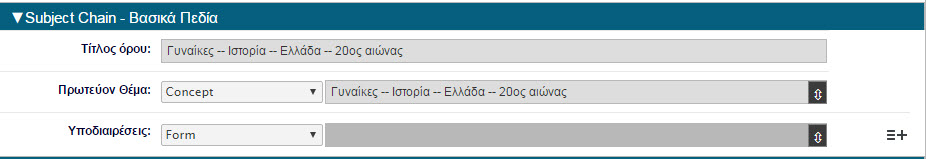 ▼Subject Chain - Βασικά Πεδία
Τίτλος όρου: Γυναίκες -- Ιστορία -- Ελλάδα -- 20ος αιώνας
Πρωτεύον Θέμα: Concept Γυναίκες -- Ιστορία -- Ελλάδα -- 20ος αιώνας
Υποδιαιρέσεις: Form